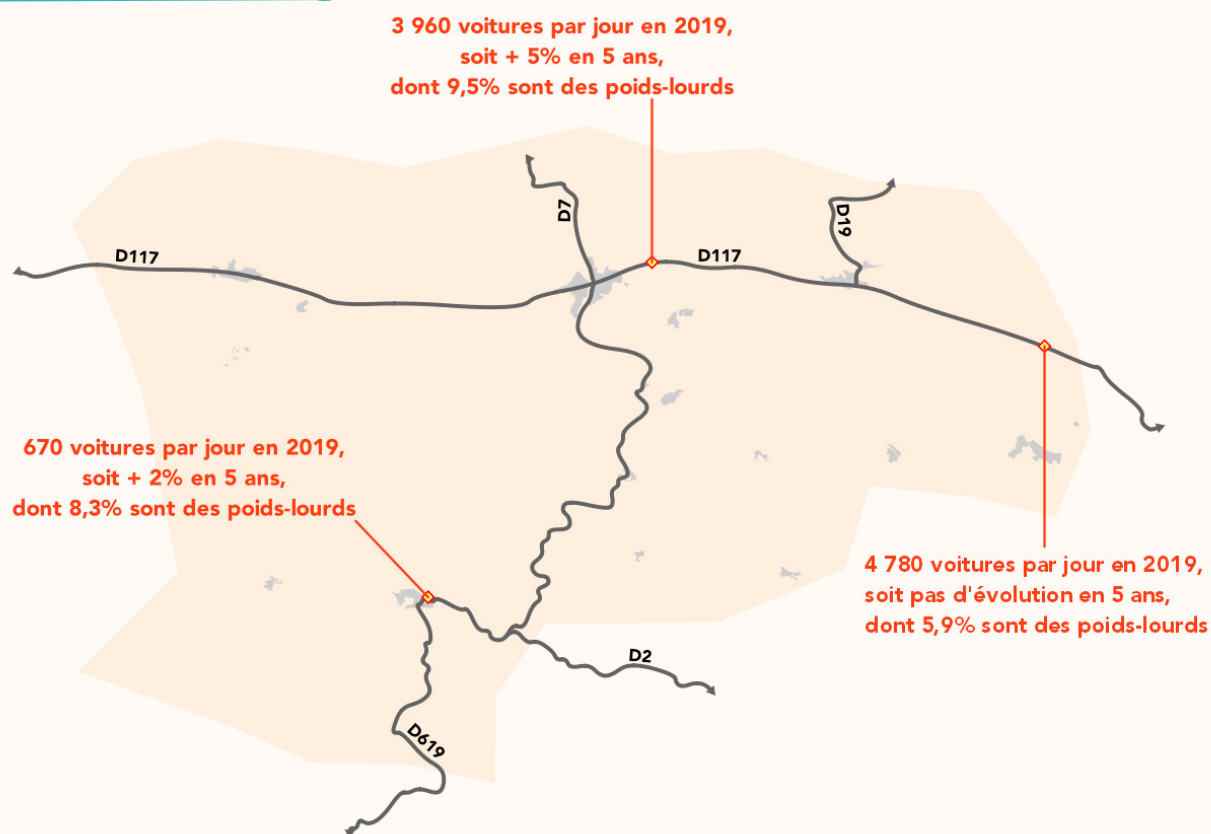 3 960 voitures par jour en 2019,
soit + 5% en 5 ans,
dont 9,5% sont des poids-lourds
D7
D19
D117
D117
670 voitures par jour en 2019,
soit + 2% en 5 ans,
dont 8,3% sont des poids-lourds
4 780 voitures par jour en 2019,
soit pas d'évolution en 5 ans,
dont 5,9% sont des poids-lourds
D2
D619